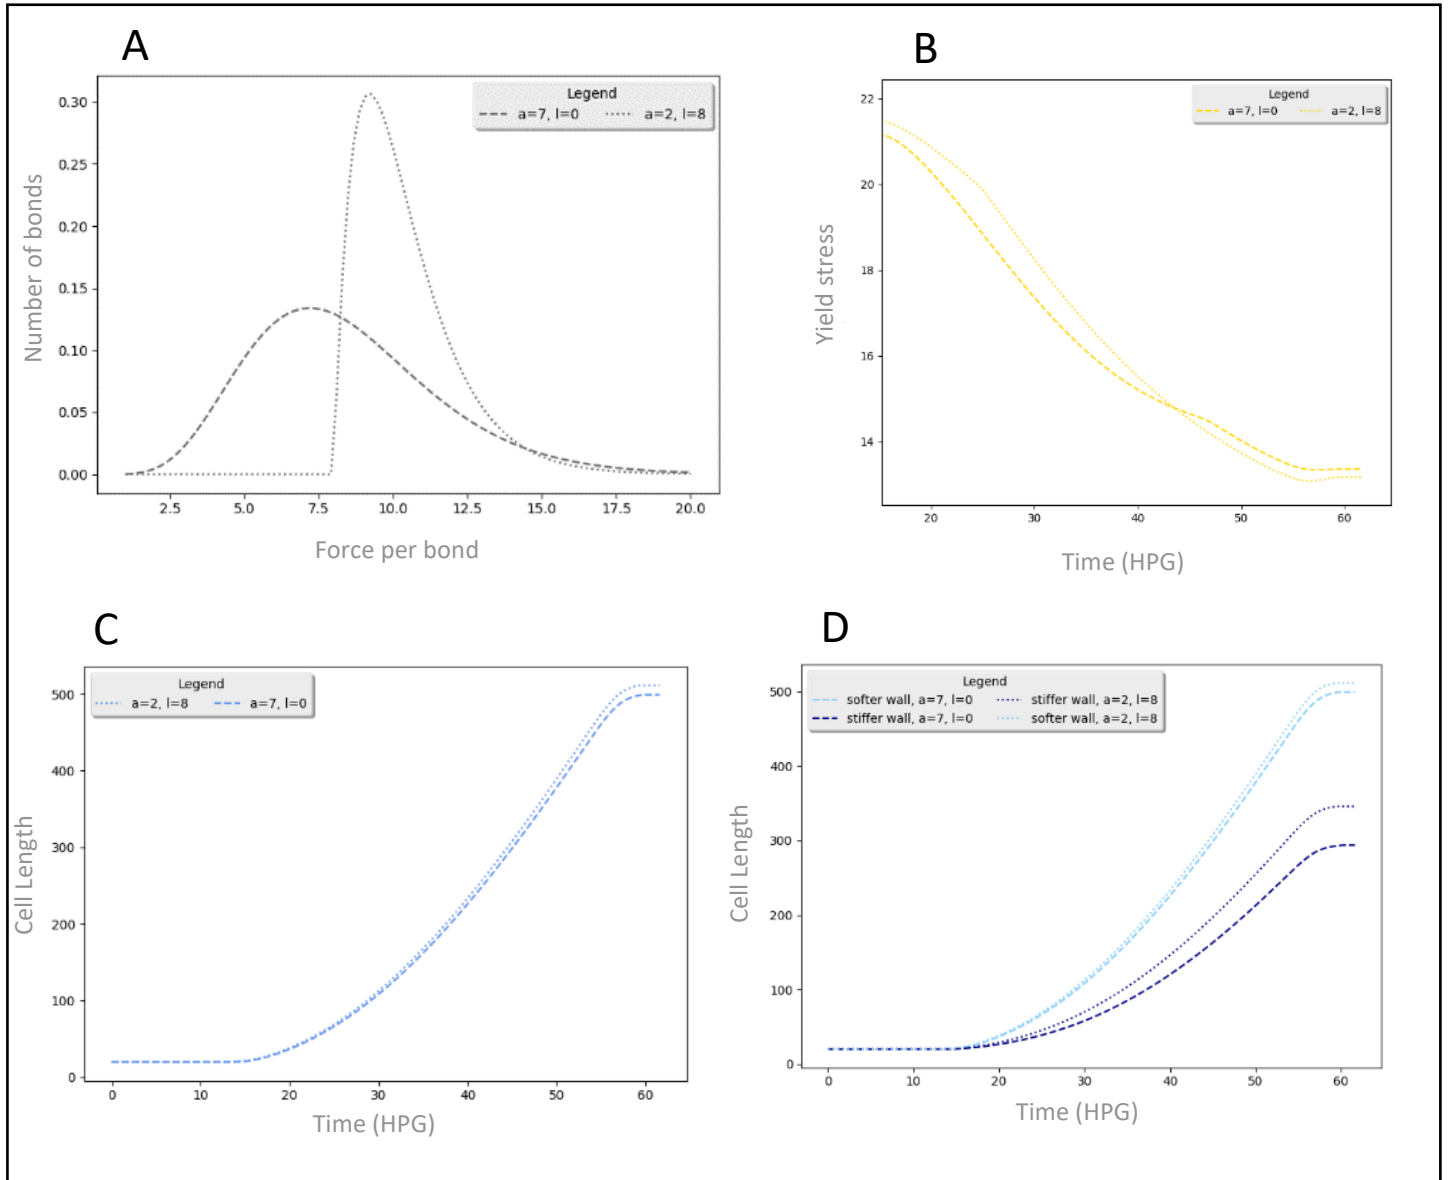 A
Legend
a=7, l=0 a=2, l=8
Number of bonds
0.30
0.25
0.20
0.15
0.10
0.05
0.00
2.5 5.0 7.5 10.0 12.5 15.0 17.5 20.0
Force per bond
B
Legend
a=7, l=0 a=2, l=8
Yield stress
22
20
18
16
14
20 30 40 50 60
Time (HPG)
C
Legend
a=2, l=8 a=7, l=0
Cell Length
500
400
300
200
100
0
0 10 20 30 40 50 60
Time (HPG)
D
Legend
softer wall, a=7, l=0 stiffer wall, a=2, l=8
stiffer wall, a=7, l=0 softer wall, a=2, l=8
Cell Length
500
400
300
200
100
0
0 10 20 30 40 50 60
Time (HPG)